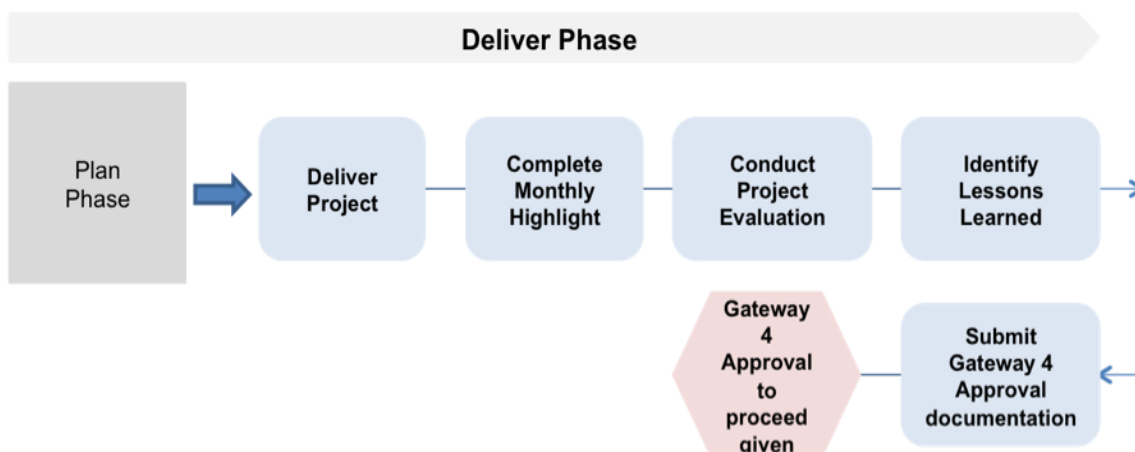 Deliver Phase
Plan
Phase
Deliver
Project
Complete
Monthly
Highlight
Conduct
Project
Evaluation
Identify
Lessons
Learned
Gateway
4
Approval
to
proceed
given
Submit
Gateway 4
Approval
documentation